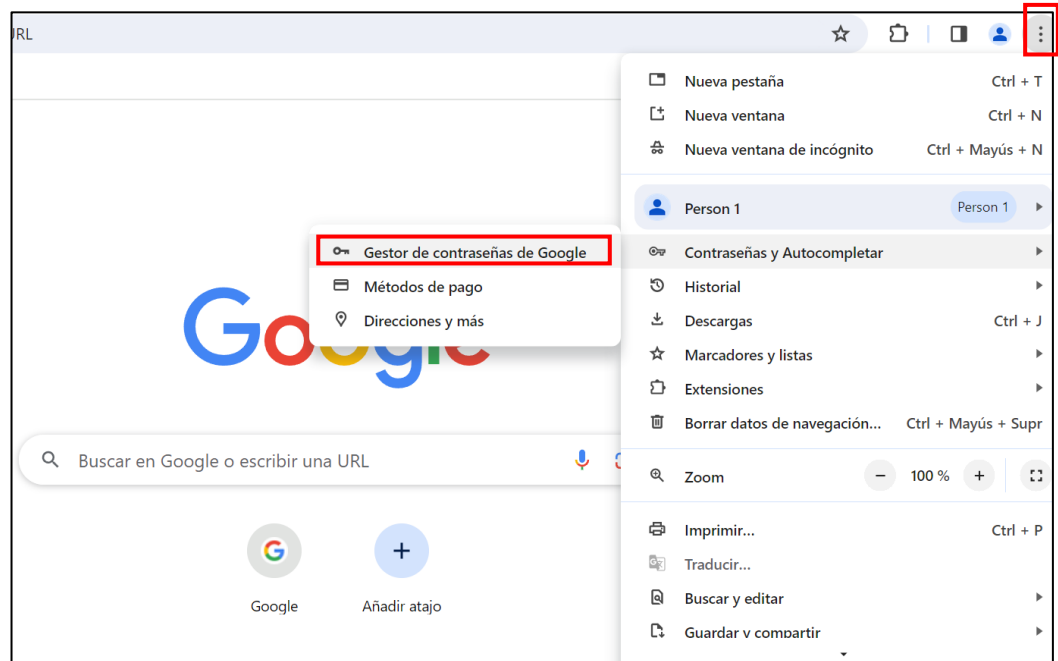 URL
Nueva pestaña Ctrl + T
Nueva ventana Ctrl + N
Nueva ventana de incógnito Ctrl + Mayús + N
Person 1 Person 1
Gestor de contraseñas de Google
Contraseñas y Autocompletar
Métodos de pago
Historial
Direcciones y más
Descargas Ctrl + J
Google
Marcadores y listas
Extensiones
Borrar datos de navegación... Ctrl + Mayús + Supr
Buscar en Google o escribir una URL
Zoom − 100 % +
Imprimir... Ctrl + P
Traducir...
Google Añadir atajo
Buscar y editar
Guardar y compartir